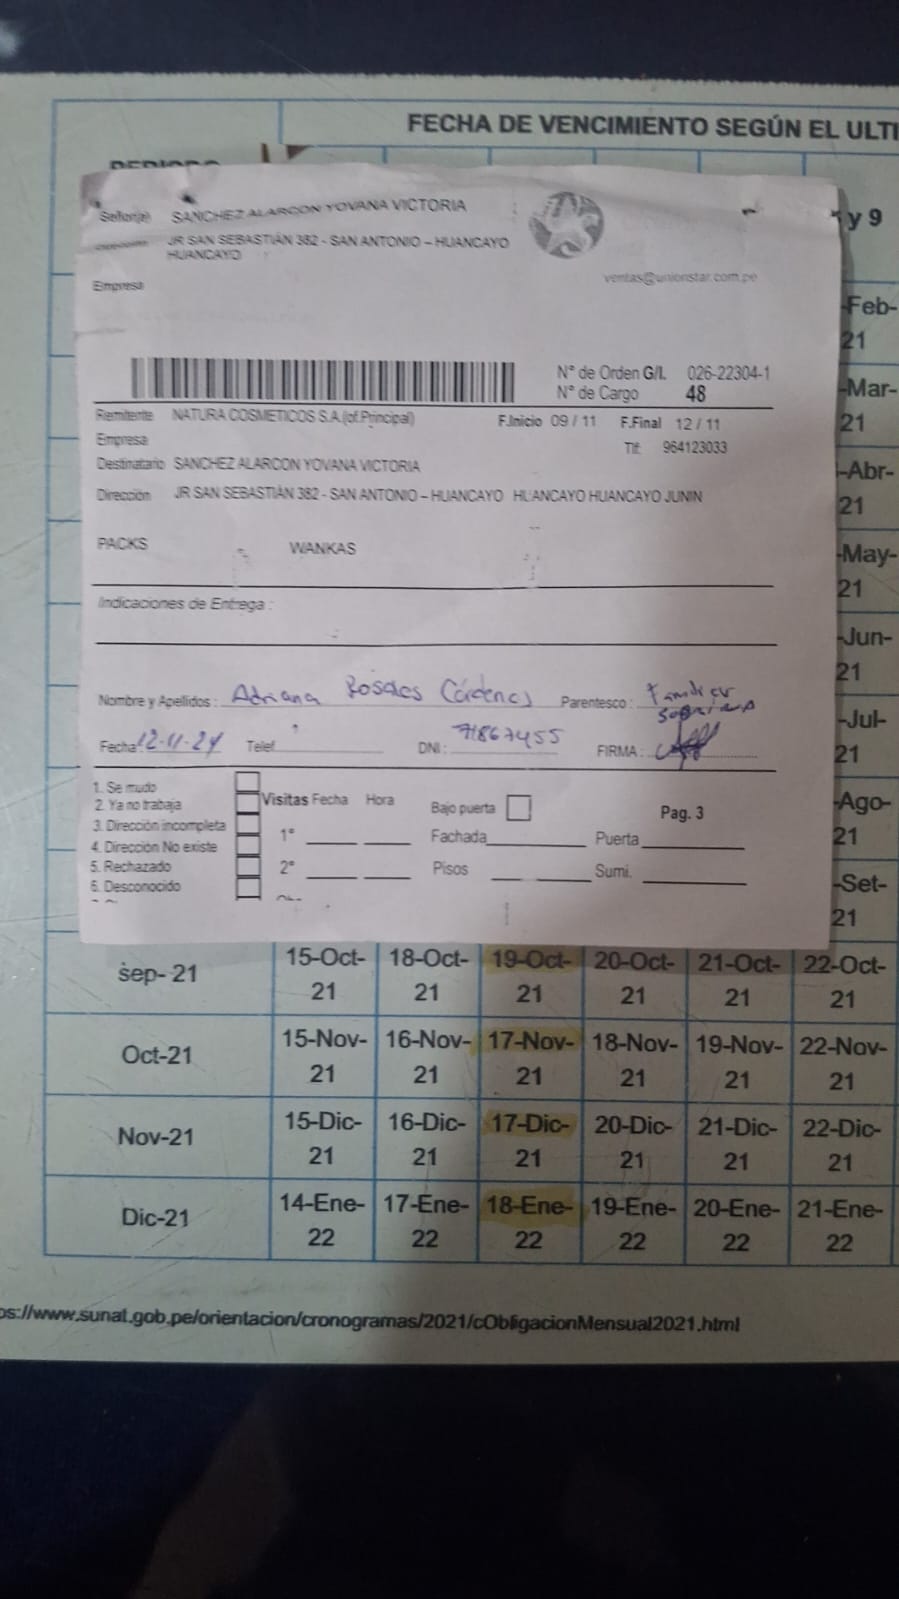 FECHA DE VENCIMIENTO SEGÚN EL ULTI
PERIODO
y 9
Señor(a) SANCHEZ ALARCON YOVANA VICTORIA
JR SAN SEBASTIÁN 382 - SAN ANTONIO – HUANCAYO
HUANCAYO
Empresa
ventas@unionstar.com.pe
N° de Orden G/I. 026-22304-1
N° de Cargo 48
Remitente NATURA COSMETICOS S.A.(of.Principal) F.Inicio 09 / 11 F.Final 12 / 11
Empresa Tlf: 964123033
Destinatario SANCHEZ ALARCON YOVANA VICTORIA
Dirección JR SAN SEBASTIÁN 382 - SAN ANTONIO – HUANCAYO HUANCAYO HUANCAYO JUNIN
PACKS WANKAS
Indicaciones de Entrega :
Nombre y Apellidos : Adriana Rosales Cárdenas Parentesco : Familiar
sobrina
Fecha: 12-11-24 Telef DNI : 71867455 FIRMA :
1. Se mudo
2. Ya no trabaja
3. Dirección incompleta
4. Dirección No existe
5. Rechazado
6. Desconocido
Visitas Fecha Hora
1°
2°
Bajo puerta
Fachada Puerta
Pisos Sumi.
Pag. 3
-Feb-
21
-Mar-
21
-Abr-
21
-May-
21
-Jun-
21
-Jul-
21
-Ago-
21
-Set-
21
sep- 21 15-Oct-21 18-Oct-21 19-Oct-21 20-Oct-21 21-Oct-21 22-Oct-21
Oct-21 15-Nov-21 16-Nov-21 17-Nov-21 18-Nov-21 19-Nov-21 22-Nov-21
Nov-21 15-Dic-21 16-Dic-21 17-Dic-21 20-Dic-21 21-Dic-21 22-Dic-21
Dic-21 14-Ene-22 17-Ene-22 18-Ene-22 19-Ene-22 20-Ene-22 21-Ene-22
ps://www.sunat.gob.pe/orientacion/cronogramas/2021/cObligacionMensual2021.html